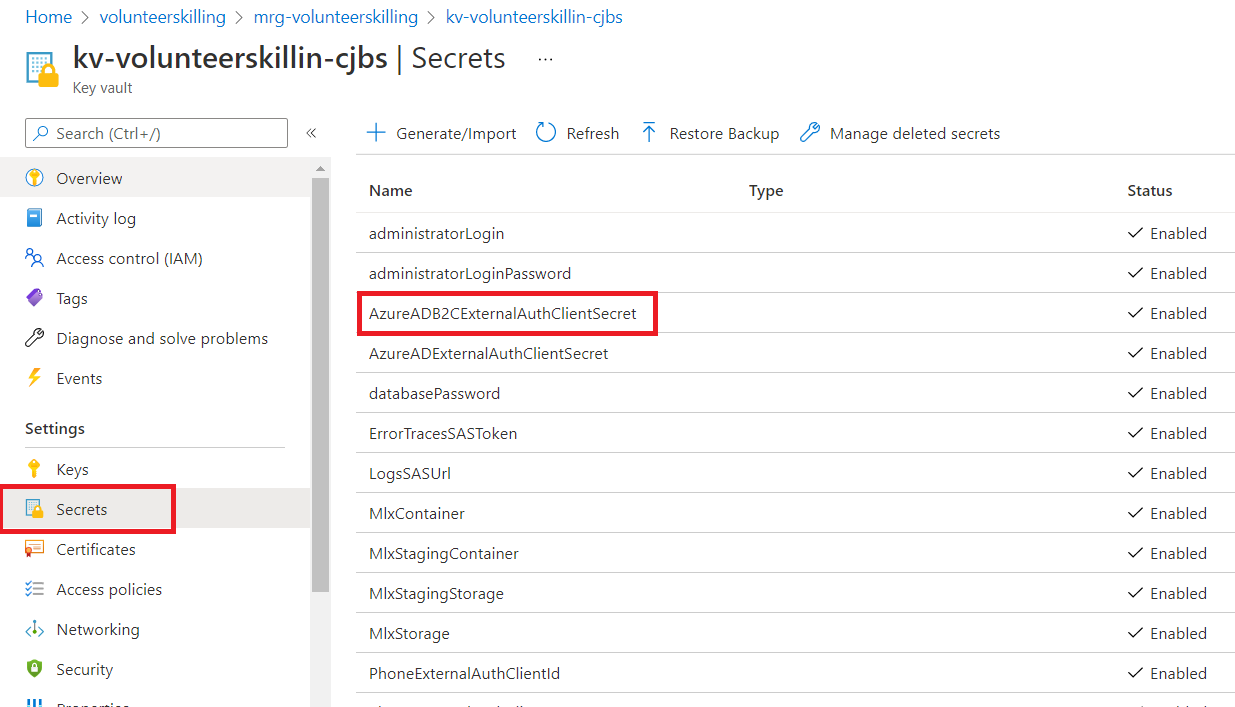 Home > volunteerskilling > mrg-volunteerskilling > kv-volunteerskillin-cjbs
kv-volunteerskillin-cjbs | Secrets ...
Key vault
Search (Ctrl+/) «
Generate/Import Refresh Restore Backup Manage deleted secrets
Overview
Activity log
Access control (IAM)
Tags
Diagnose and solve problems
Events
Settings
Keys
Secrets
Certificates
Access policies
Networking
Security
Properties
Name Type Status
administratorLogin Enabled
administratorLoginPassword Enabled
AzureADB2CExternalAuthClientSecret Enabled
AzureADExternalAuthClientSecret Enabled
databasePassword Enabled
ErrorTracesSASToken Enabled
LogsSASUrl Enabled
MlxContainer Enabled
MlxStagingContainer Enabled
MlxStagingStorage Enabled
MlxStorage Enabled
PhoneExternalAuthClientId Enabled